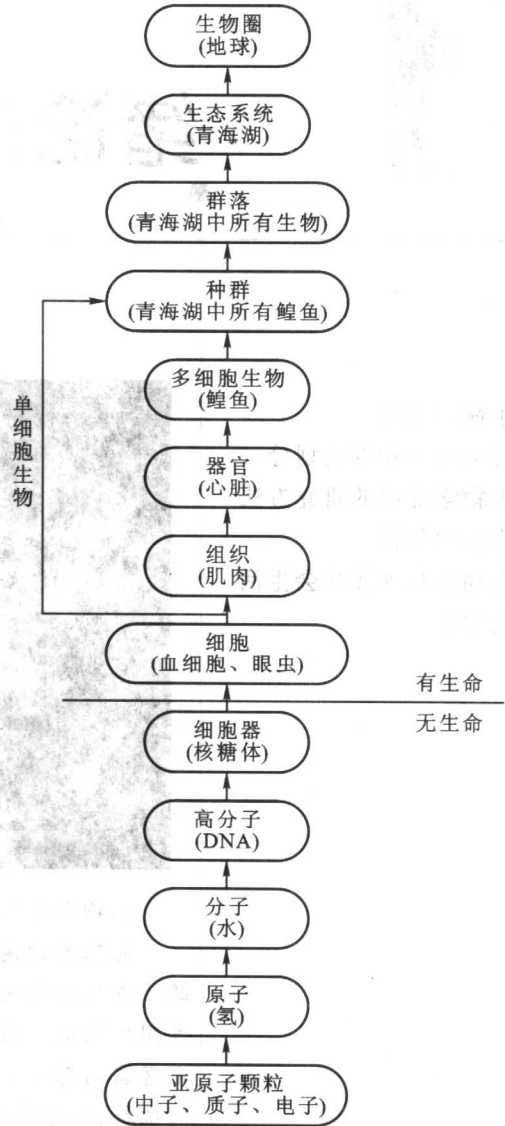 生物圈
(地球)
生态系统
(青海湖)
群落
(青海湖中所有生物)
种群
(青海湖中所有鳇鱼)
多细胞生物
(鳇鱼)
器官
(心脏)
组织
(肌肉)
单细胞生物
细胞
(血细胞、眼虫)
有生命
无生命
细胞器
(核糖体)
高分子
(DNA)
分子
(水)
原子
(氢)
亚原子颗粒
(中子、质子、电子)